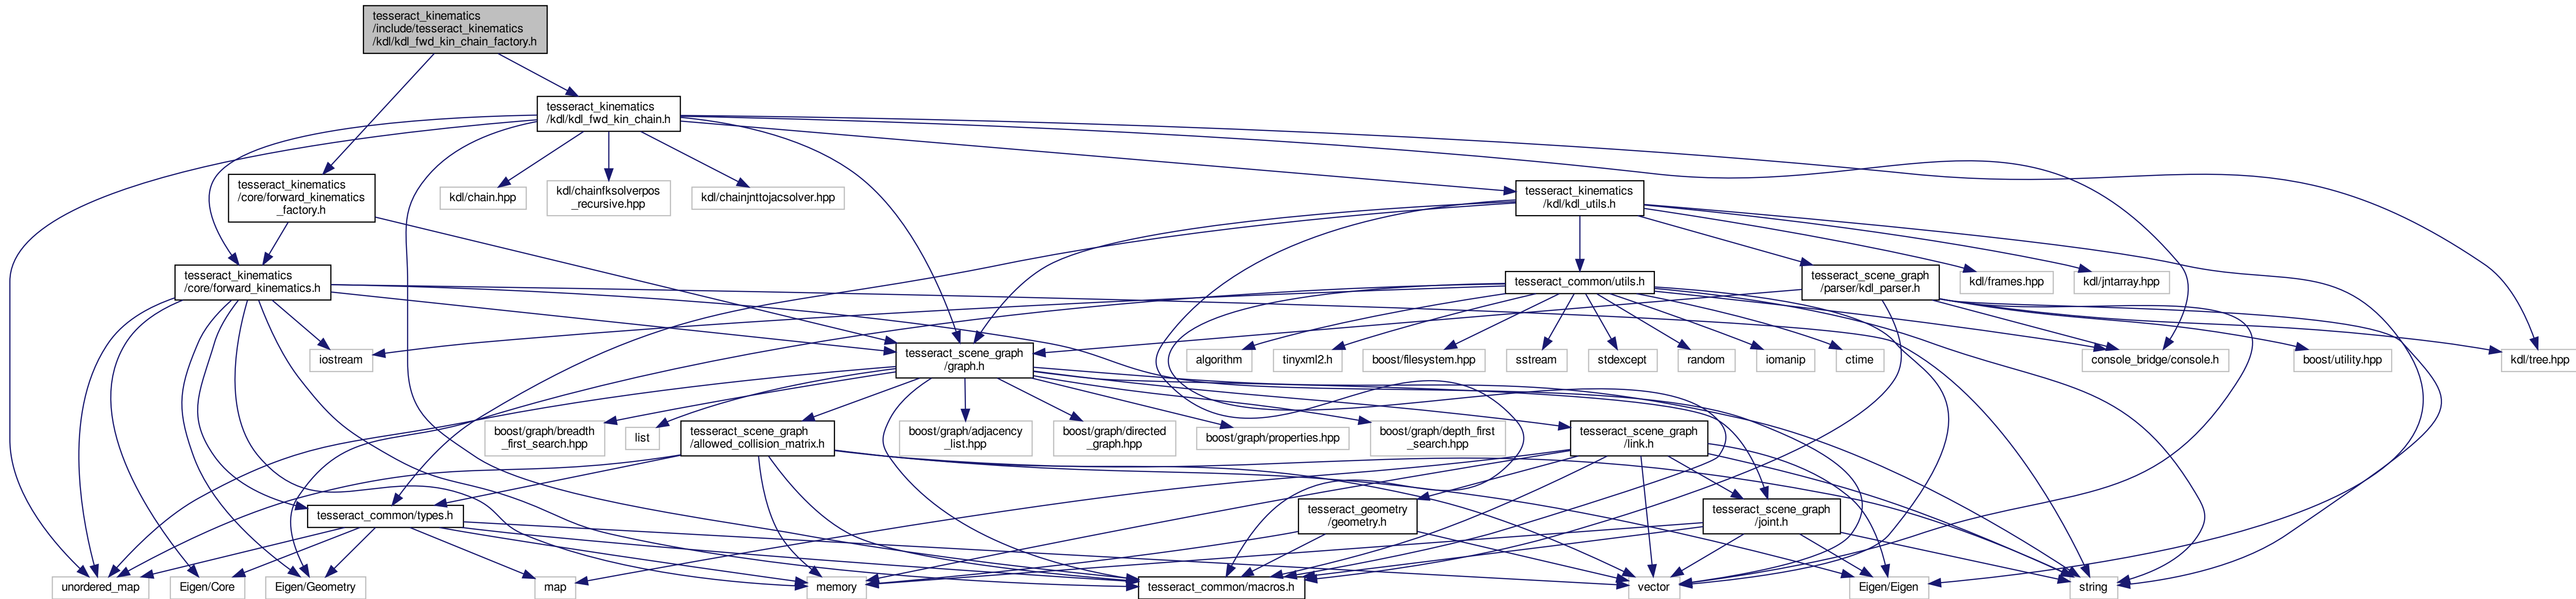 tesseract_kinematics
/include/tesseract_kinematics
/kdl/kdl_fwd_kin_chain_factory.h
tesseract_kinematics
/kdl/kdl_fwd_kin_chain.h
tesseract_kinematics
/core/forward_kinematics
_factory.h
kdl/chain.hpp
kdl/chainfksolverpos
_recursive.hpp
kdl/chainjnttojacsolver.hpp
tesseract_kinematics
/kdl/kdl_utils.h
tesseract_kinematics
/core/forward_kinematics.h
tesseract_common/utils.h
tesseract_scene_graph
/parser/kdl_parser.h
kdl/frames.hpp
kdl/jntarray.hpp
iostream
tesseract_scene_graph
/graph.h
algorithm
tinyxml2.h
boost/filesystem.hpp
sstream
stdexcept
random
iomanip
ctime
console_bridge/console.h
boost/utility.hpp
kdl/tree.hpp
boost/graph/breadth
_first_search.hpp
list
tesseract_scene_graph
/allowed_collision_matrix.h
boost/graph/adjacency
_list.hpp
boost/graph/directed
_graph.hpp
boost/graph/properties.hpp
boost/graph/depth_first
_search.hpp
tesseract_scene_graph
/link.h
tesseract_common/types.h
tesseract_geometry
/geometry.h
tesseract_scene_graph
/joint.h
unordered_map
Eigen/Core
Eigen/Geometry
map
memory
tesseract_common/macros.h
vector
Eigen/Eigen
string